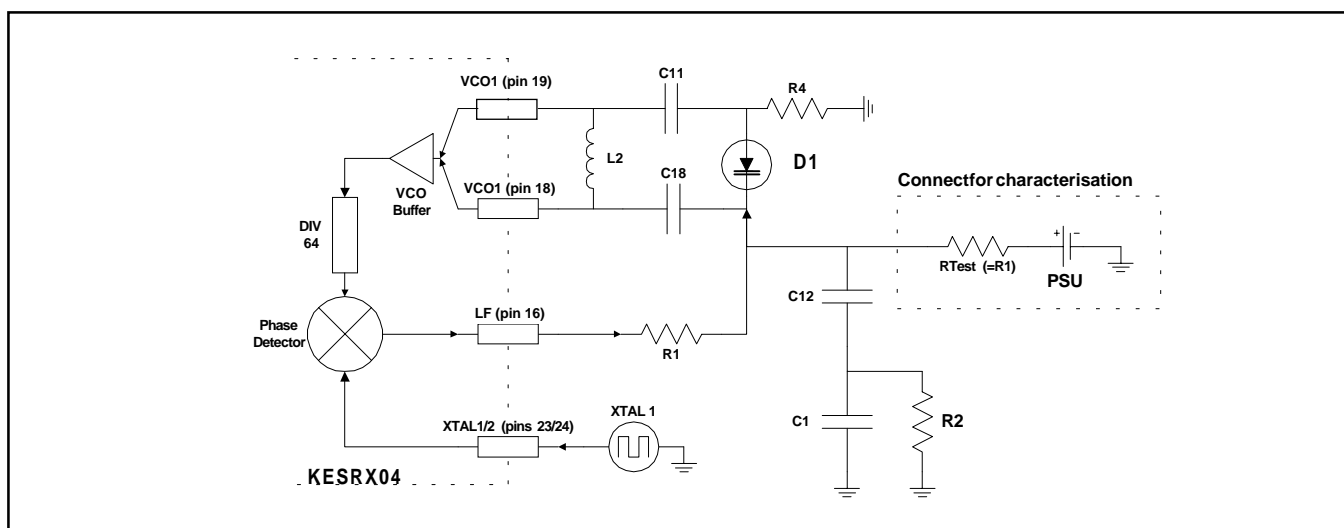 VCO1 (pin 19)
C11
R4
L2
D1
C18
VCO1 (pin 18)
VCO
Buffer
DIV
64
Connectfor characterisation
+ −
RTest (=R1)
PSU
C12
LF (pin 16)
Phase
Detector
R1
XTAL 1
C1
R2
XTAL1/2 (pins 23/24)
KESRX04